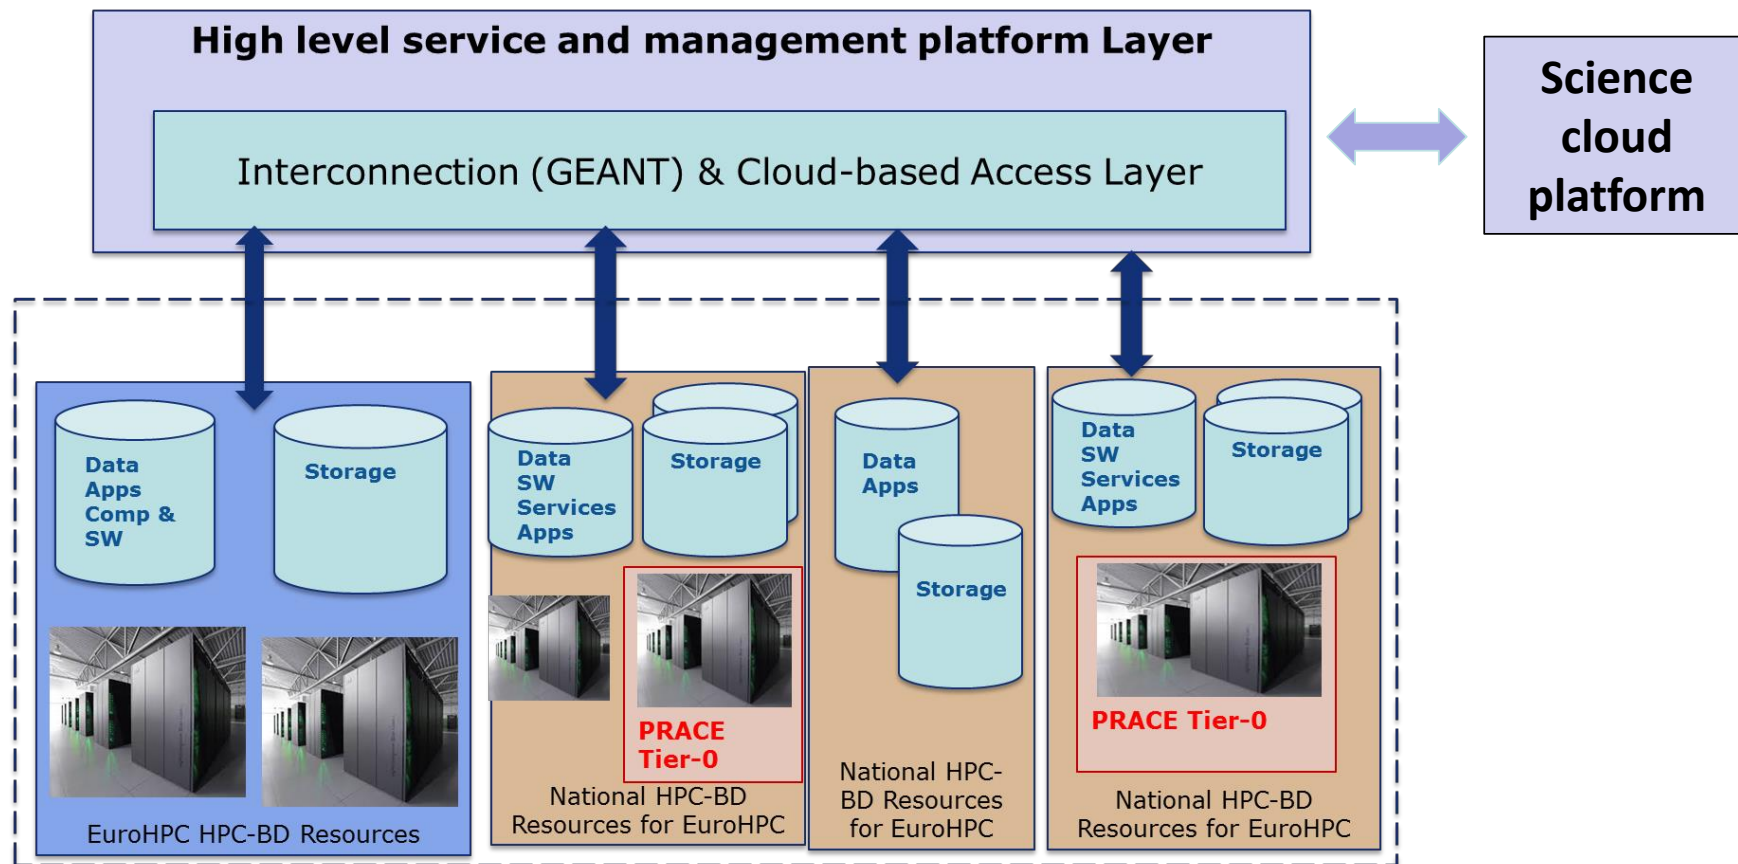 High level service and management platform Layer
Interconnection (GEANT) & Cloud-based Access Layer
Science
cloud
platform
Data
Apps
Comp &
SW
Storage
EuroHPC HPC-BD Resources
Data
SW
Services
Apps
Storage
PRACE
Tier-0
National HPC-BD
Resources for EuroHPC
Data
Apps
Storage
National HPC-
BD Resources
for EuroHPC
Data
SW
Services
Apps
Storage
PRACE Tier-0
National HPC-BD
Resources for EuroHPC